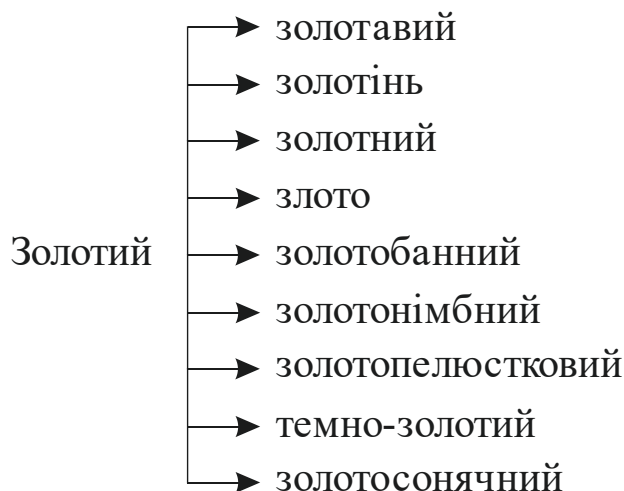 золотавий
золотінь
золотний
злото
Золотий
золотобанний
золотонімбний
золотопелюстковий
темно-золотий
золотосонячний